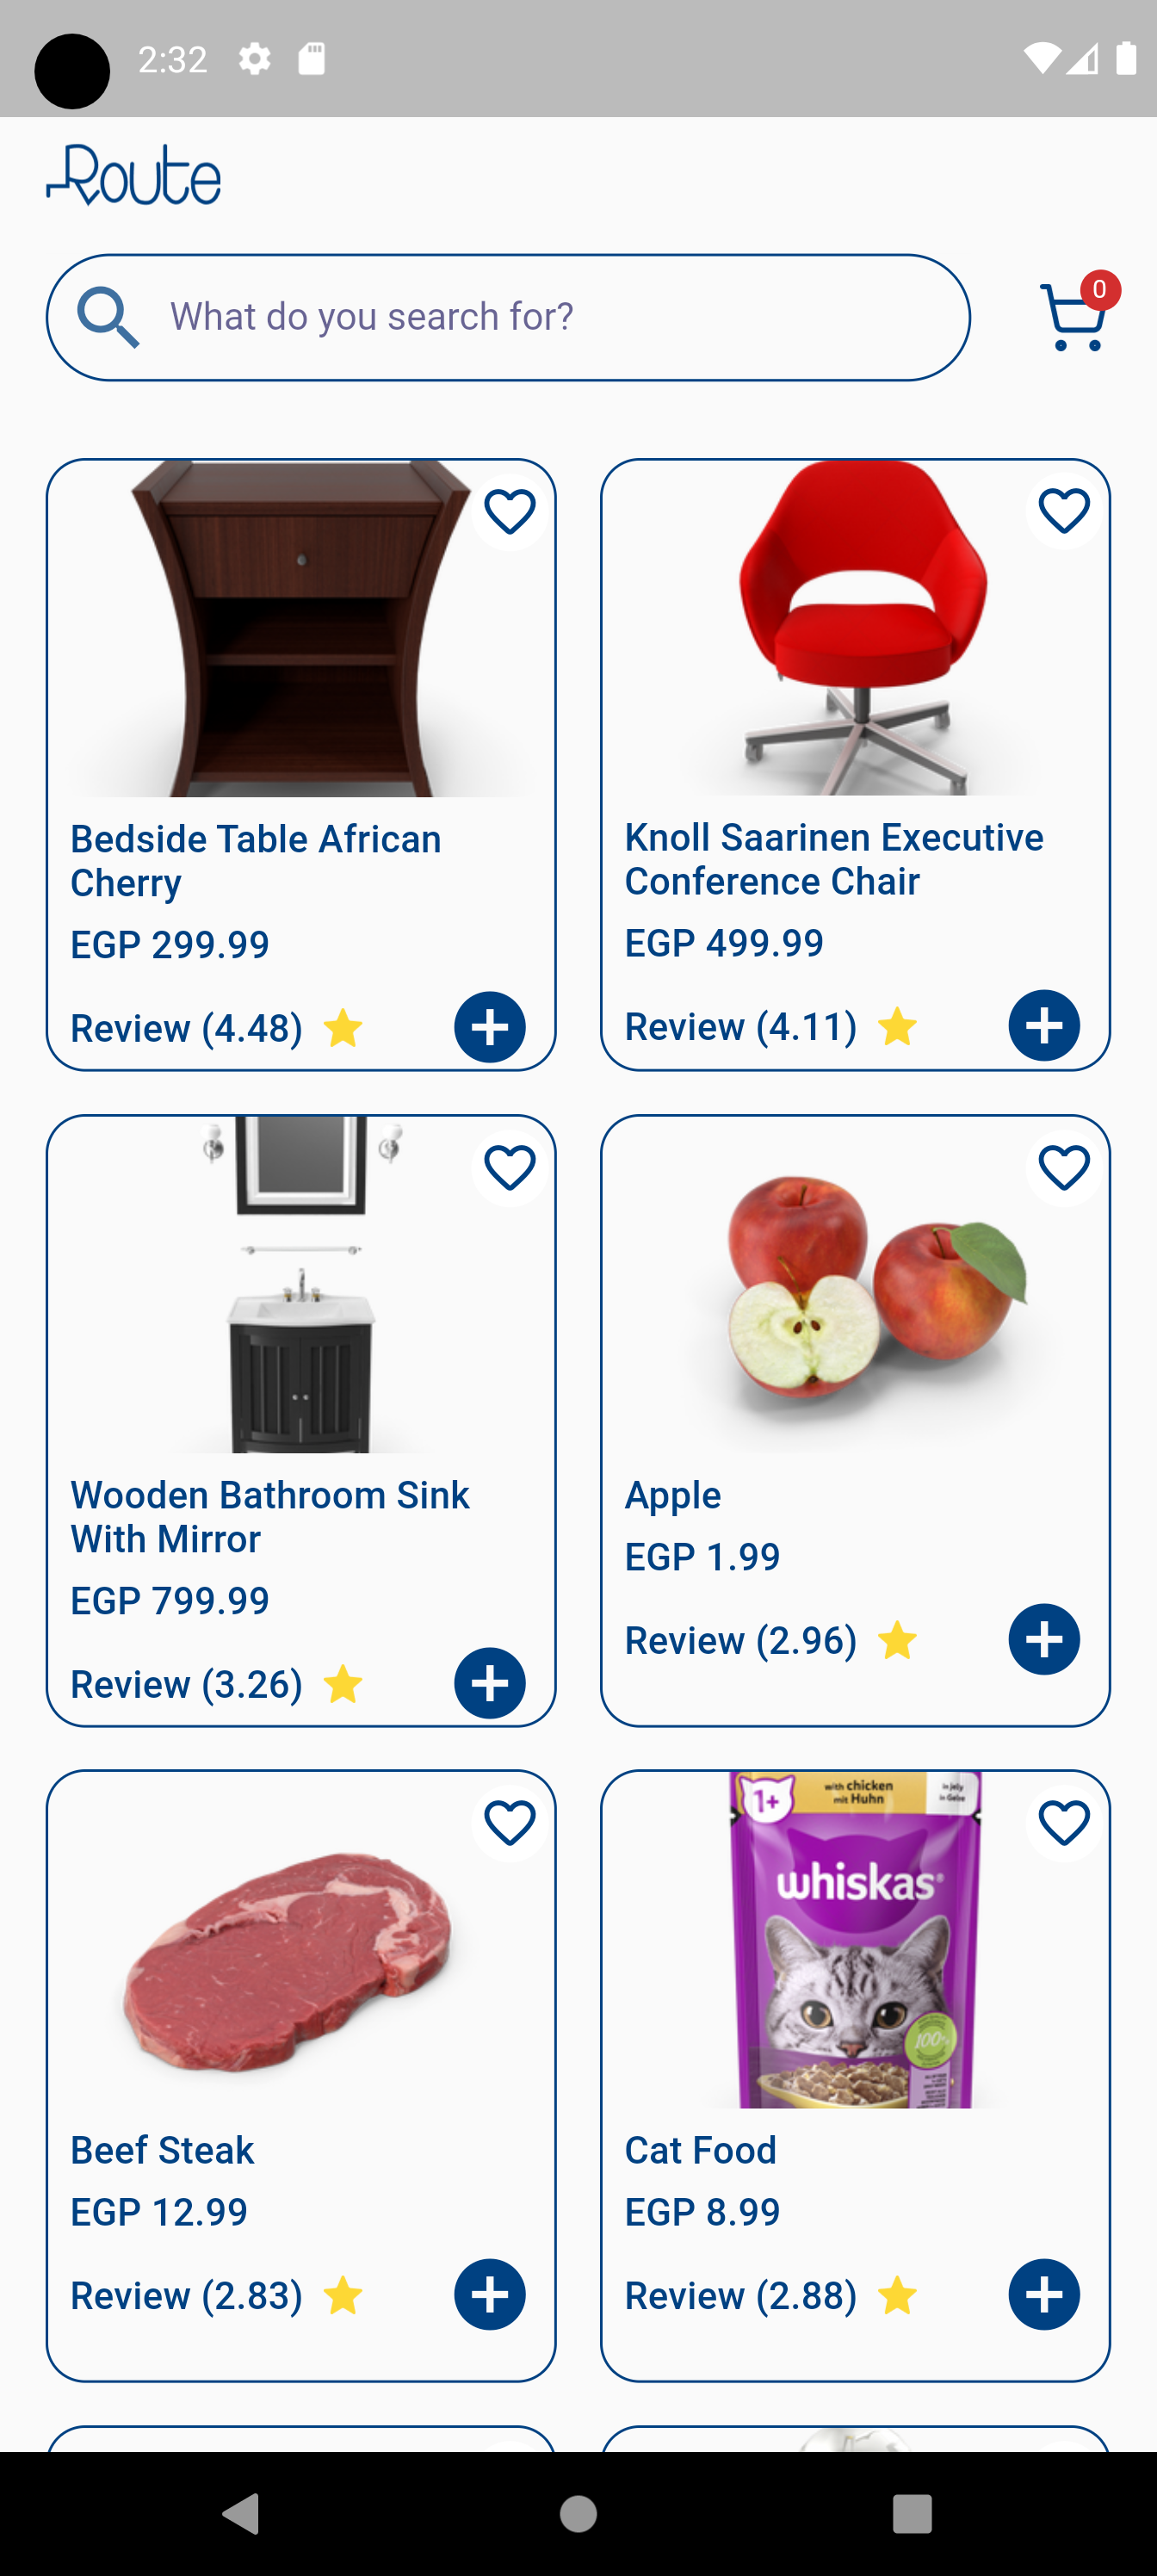 2:32
Route
What do you search for?
0
Bedside Table African
Cherry
EGP 299.99
Review (4.48)
Knoll Saarinen Executive
Conference Chair
EGP 499.99
Review (4.11)
Wooden Bathroom Sink
With Mirror
EGP 799.99
Review (3.26)
Apple
EGP 1.99
Review (2.96)
Beef Steak
EGP 12.99
Review (2.83)
1+
with chicken
mit Huhn
in jelly
in Gelee
whiskas®
100%
Cat Food
EGP 8.99
Review (2.88)